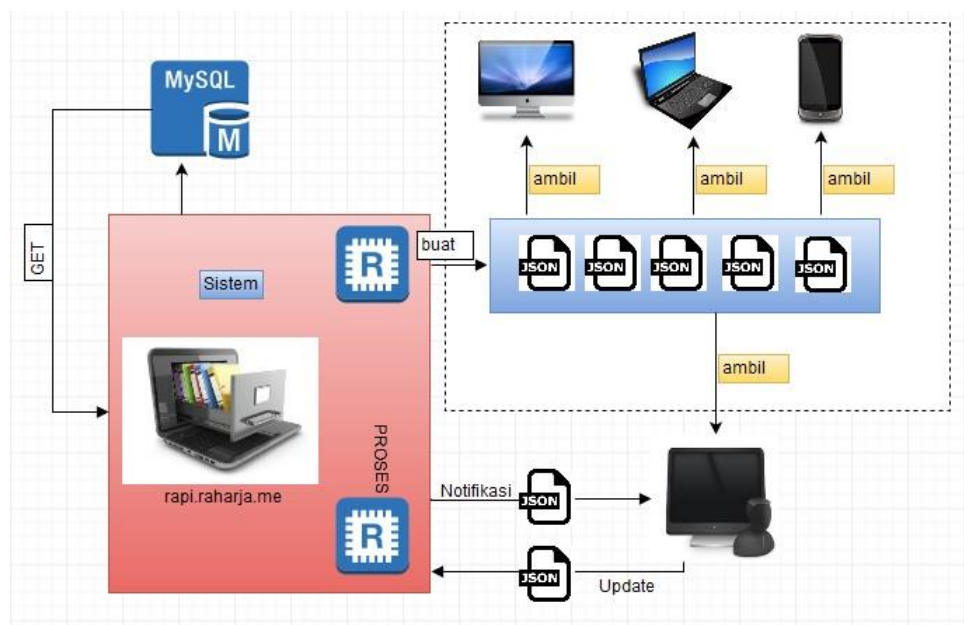 MySQL
M
GET
Sistem
R
buat
ambil
ambil
ambil
JSON
JSON
JSON
JSON
JSON
ambil
rapi.raharja.me
PROSES
R
Notifikasi
JSON
JSON
Update